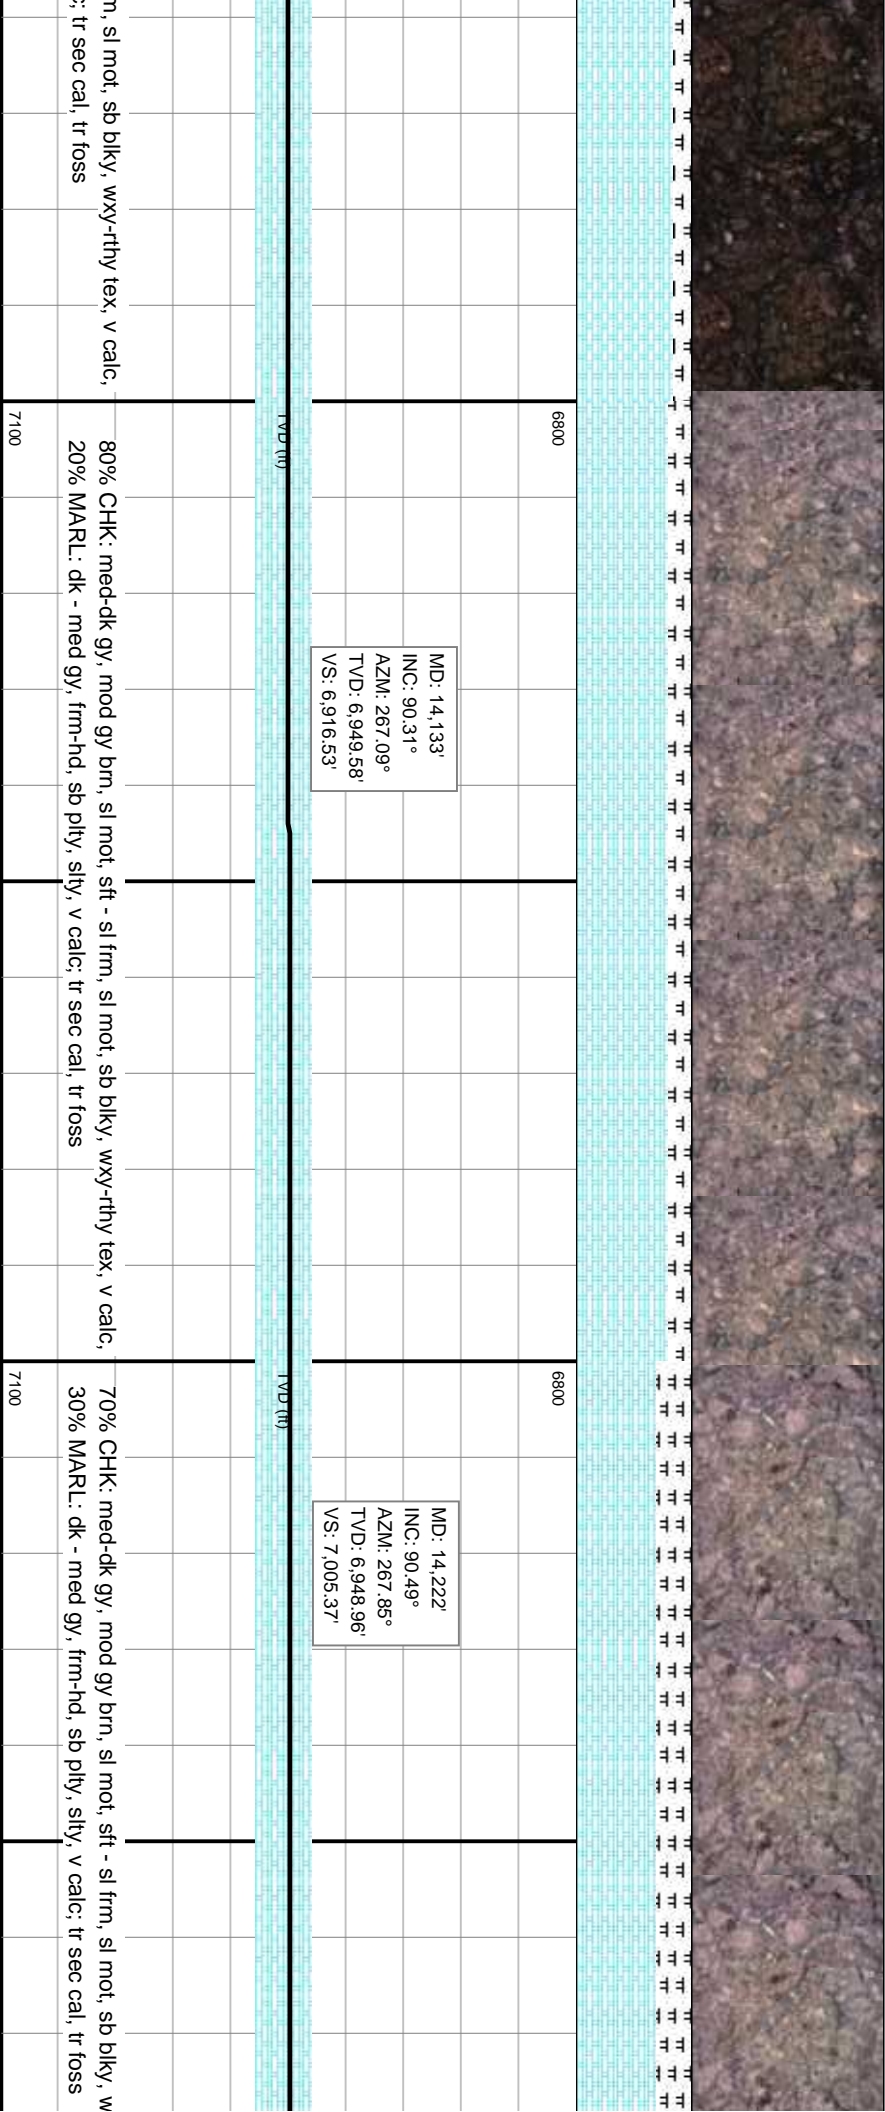 m, sl mot, sb blky, wxy-rthy tex, v calc,
; tr sec cal, tr foss
6800
TVD (ft)
7100
MD: 14,133'
INC: 90.31°
AZM: 267.09°
TVD: 6,949.58'
VS: 6,916.53'
80% CHK: med-dk gy, mod gy brn, sl mot, sft - sl frm, sl mot, sb blky, wxy-rthy tex, v calc,
20% MARL: dk - med gy, frm-hd, sb plty, slty, v calc; tr sec cal, tr foss
6800
TVD (ft)
7100
MD: 14,222'
INC: 90.49°
AZM: 267.85°
TVD: 6,948.96'
VS: 7,005.37'
70% CHK: med-dk gy, mod gy brn, sl mot, sft - sl frm, sl mot, sb blky, w
30% MARL: dk - med gy, frm-hd, sb plty, slty, v calc; tr sec cal, tr foss